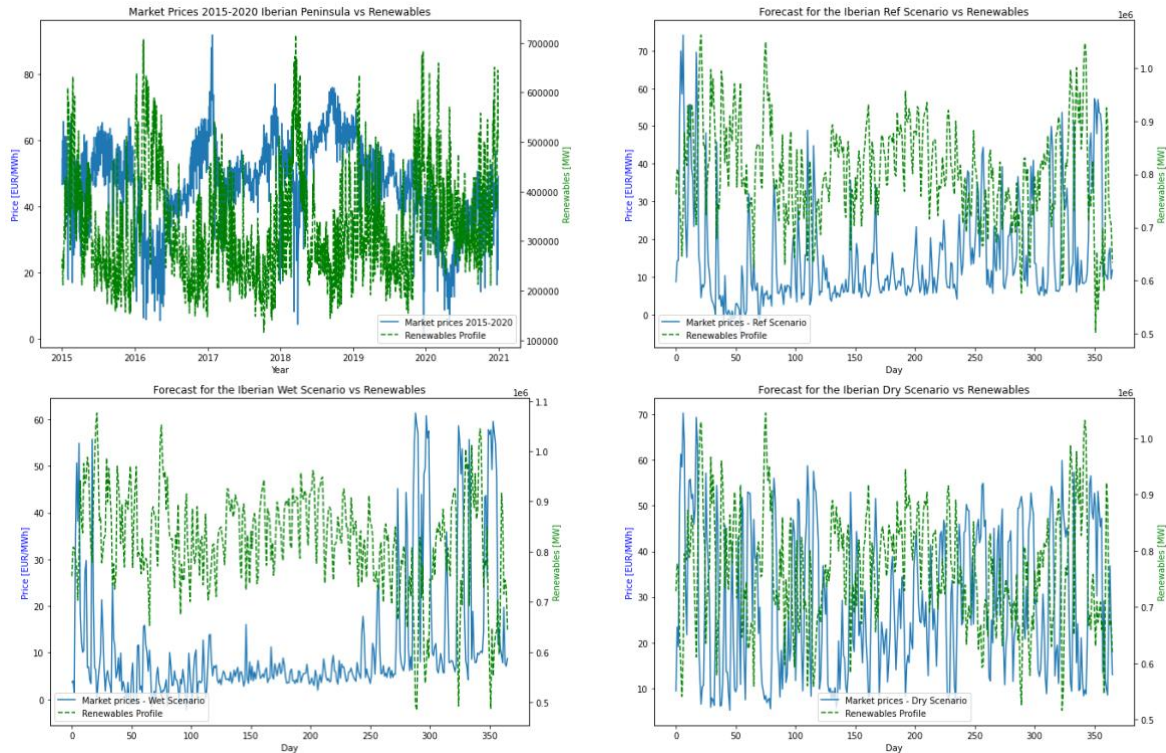 Market Prices 2015-2020 Iberian Peninsula vs Renewables
Price [EUR/MWh]
80
60
40
20
0
700000
600000
500000
400000
300000
200000
100000
Renewables [MW]
Market prices 2015-2020
Renewables Profile
2015 2016 2017 2018 2019 2020 2021
Year
Forecast for the Iberian Ref Scenario vs Renewables
1e6
Price [EUR/MWh]
70
60
50
40
30
20
10
0
1.0
0.9
0.8
0.7
0.6
0.5
Renewables [MW]
Market prices - Ref Scenario
Renewables Profile
0 50 100 150 200 250 300 350
Day
Forecast for the Iberian Wet Scenario vs Renewables
1e6
Price [EUR/MWh]
60
50
40
30
20
10
0
1.1
1.0
0.9
0.8
0.7
0.6
0.5
Renewables [MW]
Market prices - Wet Scenario
Renewables Profile
0 50 100 150 200 250 300 350
Day
Forecast for the Iberian Dry Scenario vs Renewables
1e6
Price [EUR/MWh]
70
60
50
40
30
20
10
1.0
0.9
0.8
0.7
0.6
0.5
Renewables [MW]
Market prices - Dry Scenario
Renewables Profile
0 50 100 150 200 250 300 350
Day